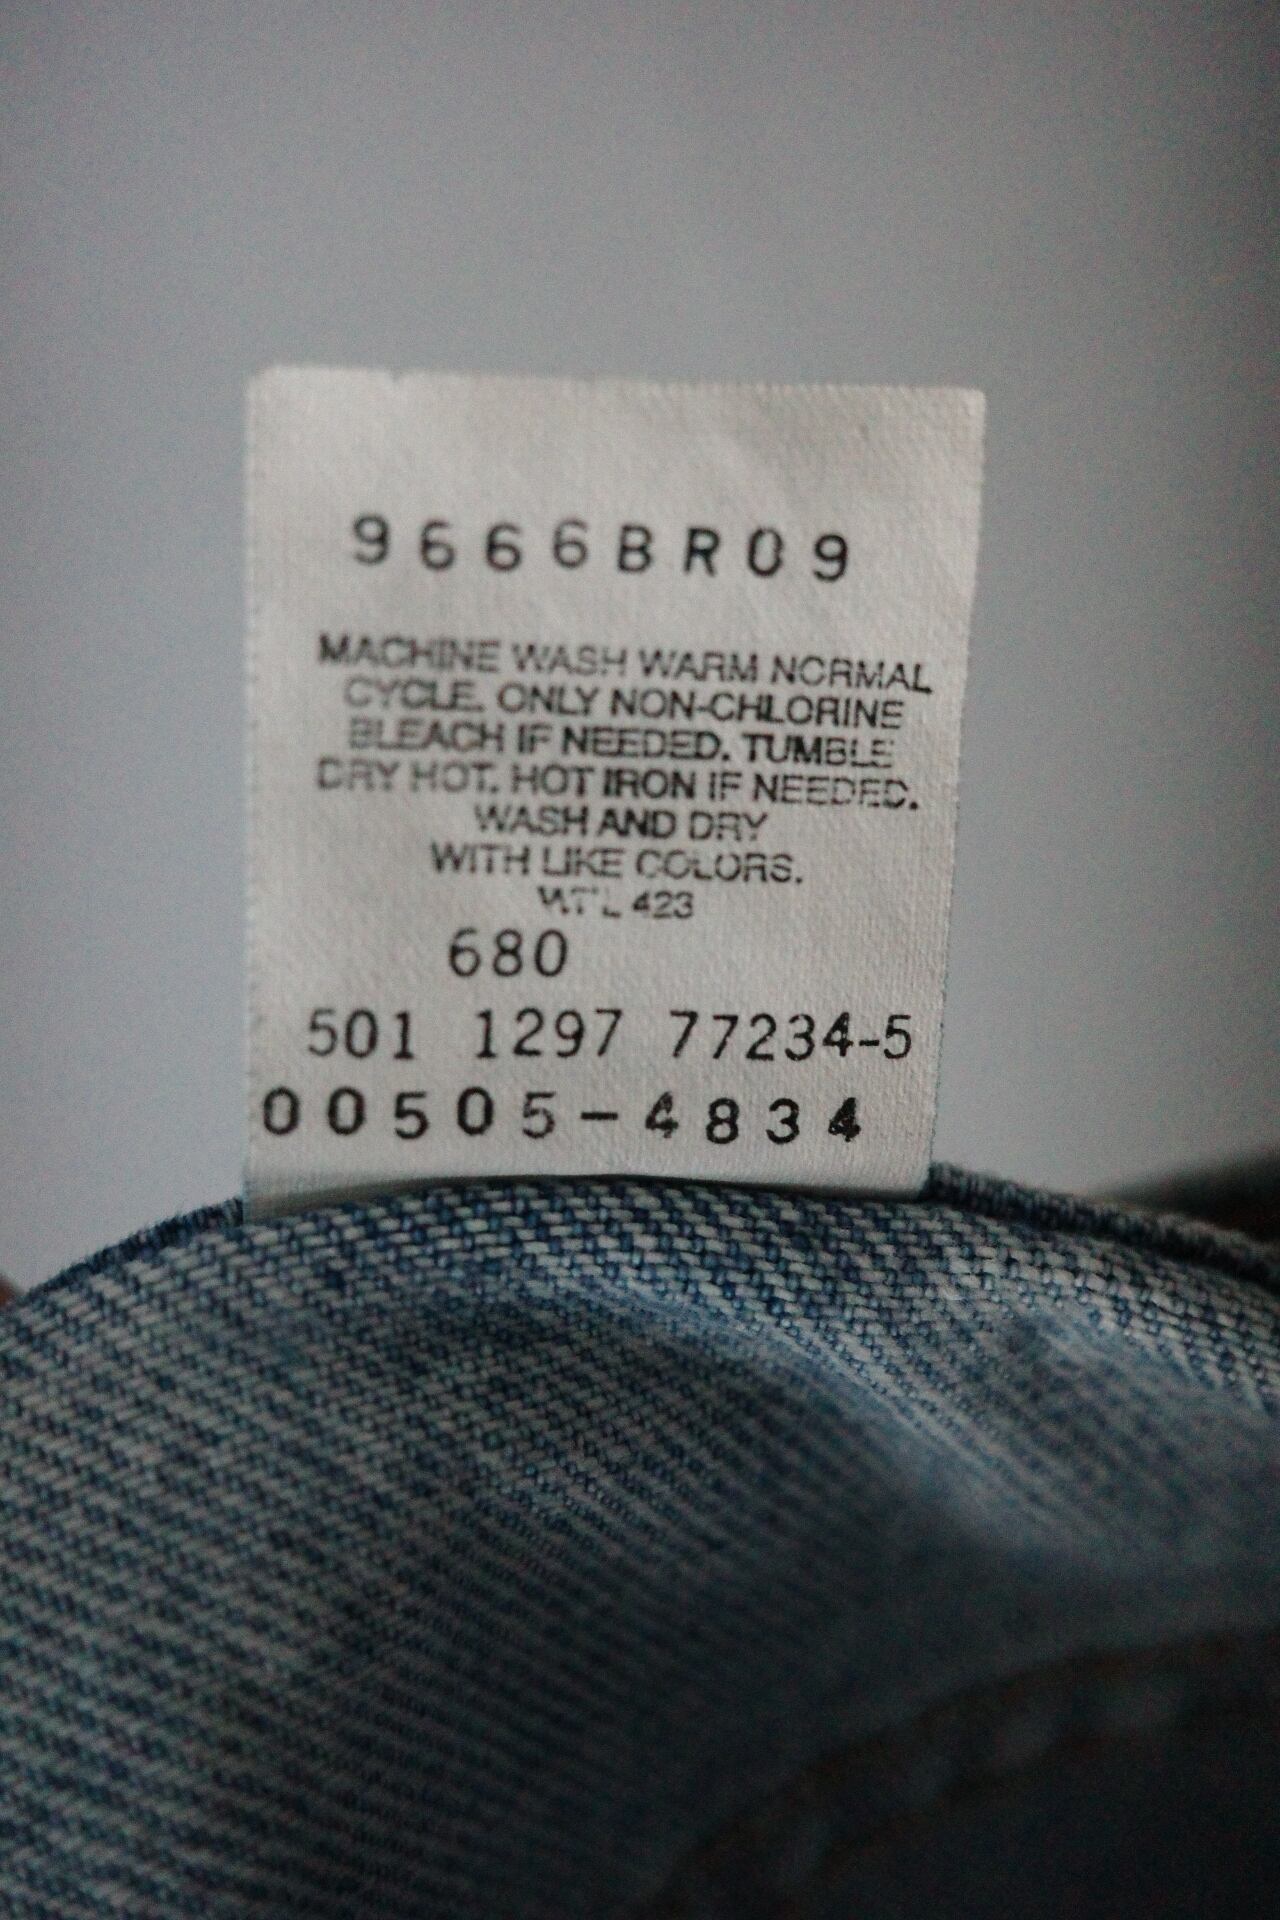 9666BR09
MACHINE WASH WARM NORMAL
CYCLE. ONLY NON-CHLORINE
BLEACH IF NEEDED. TUMBLE
DRY HOT. HOT IRON IF NEEDED.
WASH AND DRY
WITH LIKE COLORS.
423
680
501 1297 77234-5
00505-4834